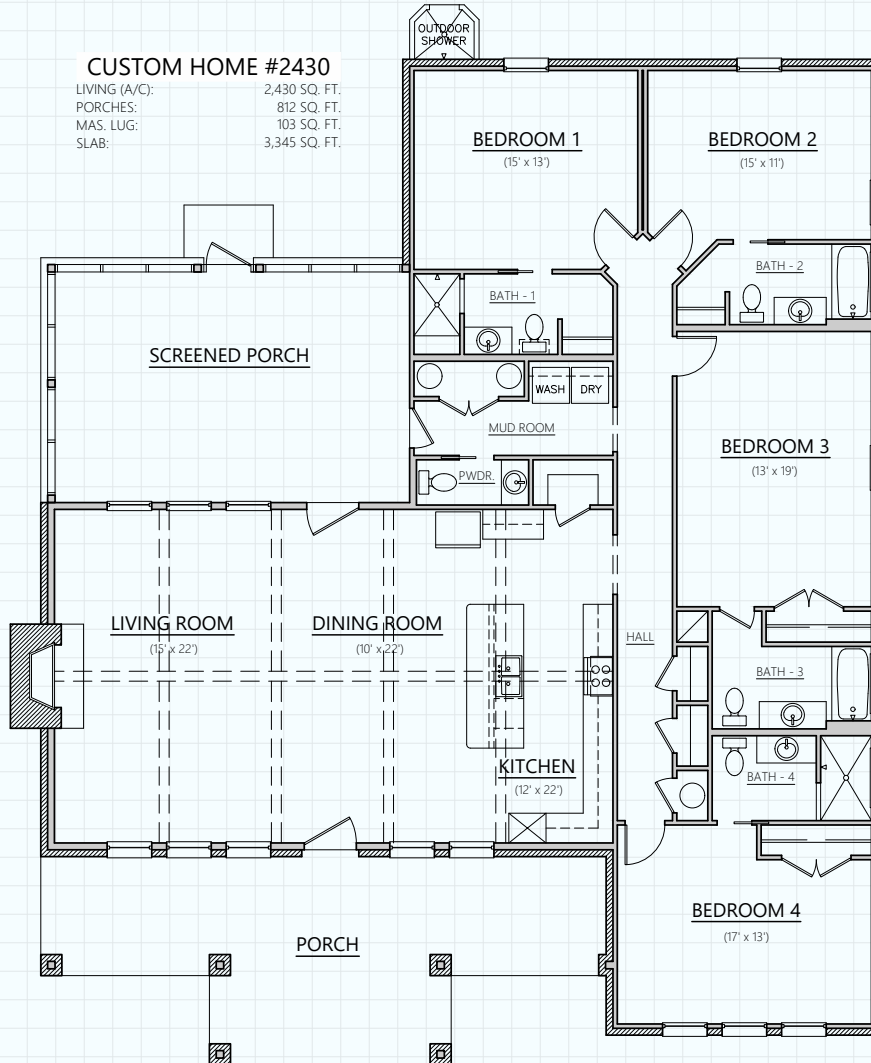 OUTDOOR
SHOWER
CUSTOM HOME #2430
LIVING (A/C): 2,430 SQ. FT.
PORCHES: 812 SQ. FT.
MAS. LUG: 103 SQ. FT.
SLAB: 3,345 SQ. FT.
BEDROOM 1
(15' x 13')
BEDROOM 2
(15' x 11')
BATH - 2
BATH - 1
SCREENED PORCH
WASH DRY
MUD ROOM
BEDROOM 3
(13' x 19')
PWDR.
LIVING ROOM
(15' x 22')
DINING ROOM
(10' x 22')
HALL
BATH - 3
KITCHEN
(12' x 22')
BATH - 4
BEDROOM 4
(17' x 13')
PORCH